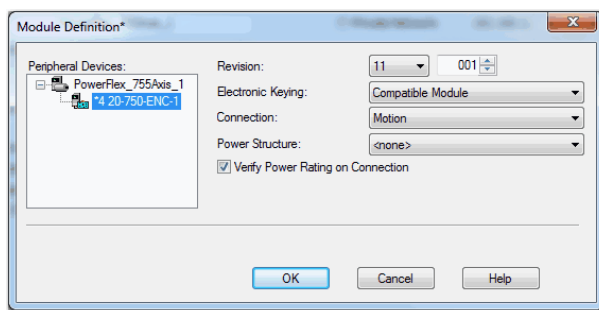 Module Definition*
Peripheral Devices:
PowerFlex_755Axis_1
*4 20-750-ENC-1
Revision: 11 001
Electronic Keying: Compatible Module
Connection: Motion
Power Structure: <none>
Verify Power Rating on Connection
OK Cancel Help